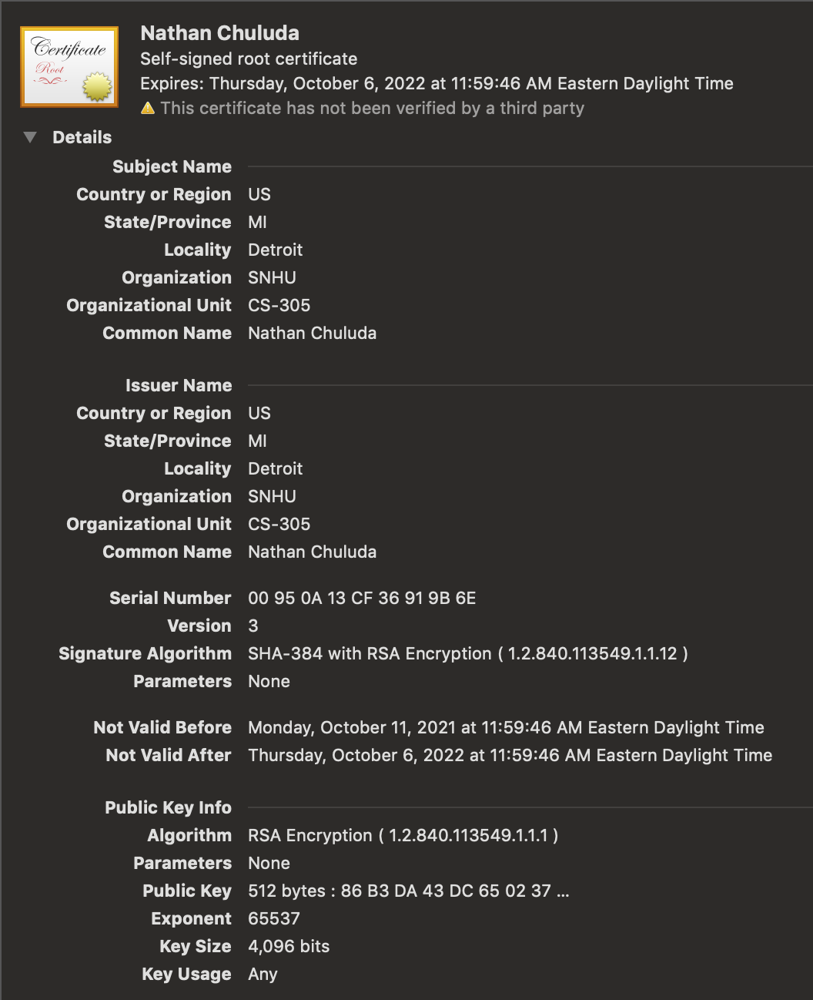 Certificate
Root
Nathan Chuluda
Self-signed root certificate
Expires: Thursday, October 6, 2022 at 11:59:46 AM Eastern Daylight Time
This certificate has not been verified by a third party
Details
Subject Name
Country or Region US
State/Province MI
Locality Detroit
Organization SNHU
Organizational Unit CS-305
Common Name Nathan Chuluda
Issuer Name
Country or Region US
State/Province MI
Locality Detroit
Organization SNHU
Organizational Unit CS-305
Common Name Nathan Chuluda
Serial Number 00 95 0A 13 CF 36 91 9B 6E
Version 3
Signature Algorithm SHA-384 with RSA Encryption ( 1.2.840.113549.1.1.12 )
Parameters None
Not Valid Before Monday, October 11, 2021 at 11:59:46 AM Eastern Daylight Time
Not Valid After Thursday, October 6, 2022 at 11:59:46 AM Eastern Daylight Time
Public Key Info
Algorithm RSA Encryption ( 1.2.840.113549.1.1.1 )
Parameters None
Public Key 512 bytes : 86 B3 DA 43 DC 65 02 37 ...
Exponent 65537
Key Size 4,096 bits
Key Usage Any